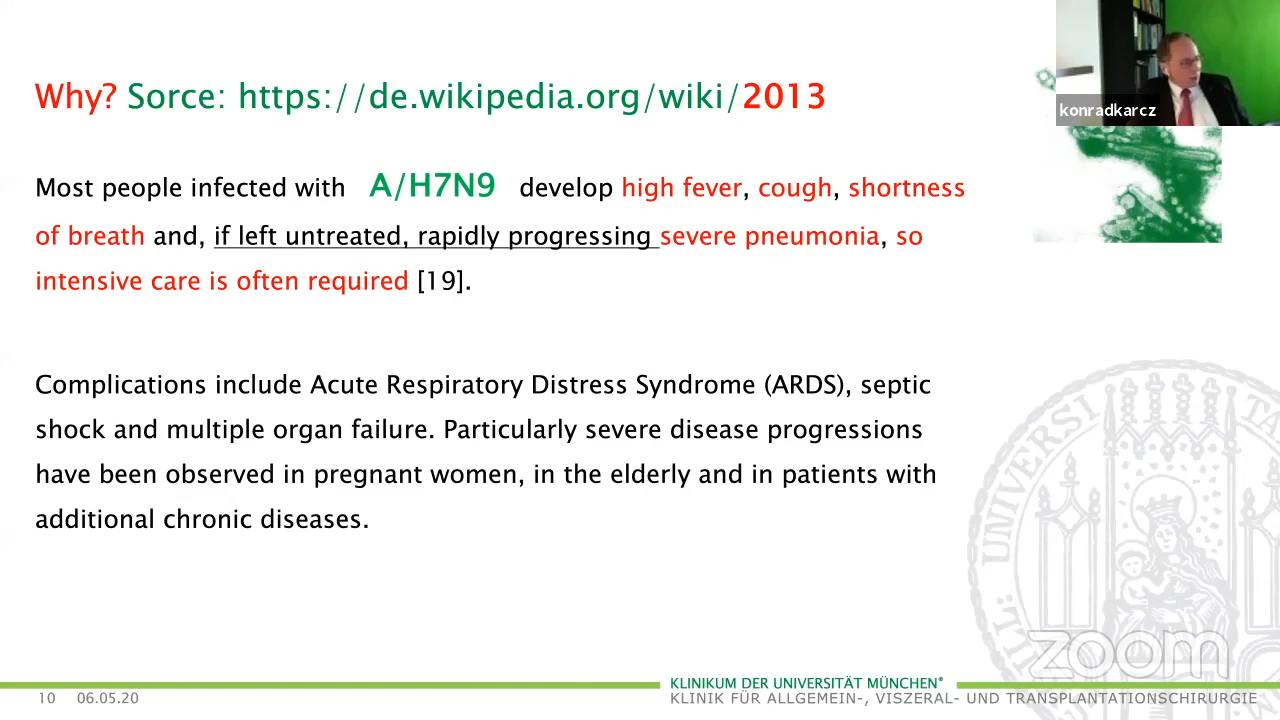 konradkarcz
Why? Sorce: https://de.wikipedia.org/wiki/2013
Most people infected with A/H7N9 develop high fever, cough, shortness
of breath and, if left untreated, rapidly progressing severe pneumonia, so
intensive care is often required [19].
Complications include Acute Respiratory Distress Syndrome (ARDS), septic
shock and multiple organ failure. Particularly severe disease progressions
have been observed in pregnant women, in the elderly and in patients with
additional chronic diseases.
UNIVERSITA
zoom
KLINIKUM DER UNIVERSITÄT MÜNCHEN®
10 06.05.20 KLINIK FÜR ALLGEMEIN-, VISZERAL- UND TRANSPLANTATIONSCHIRURGIE